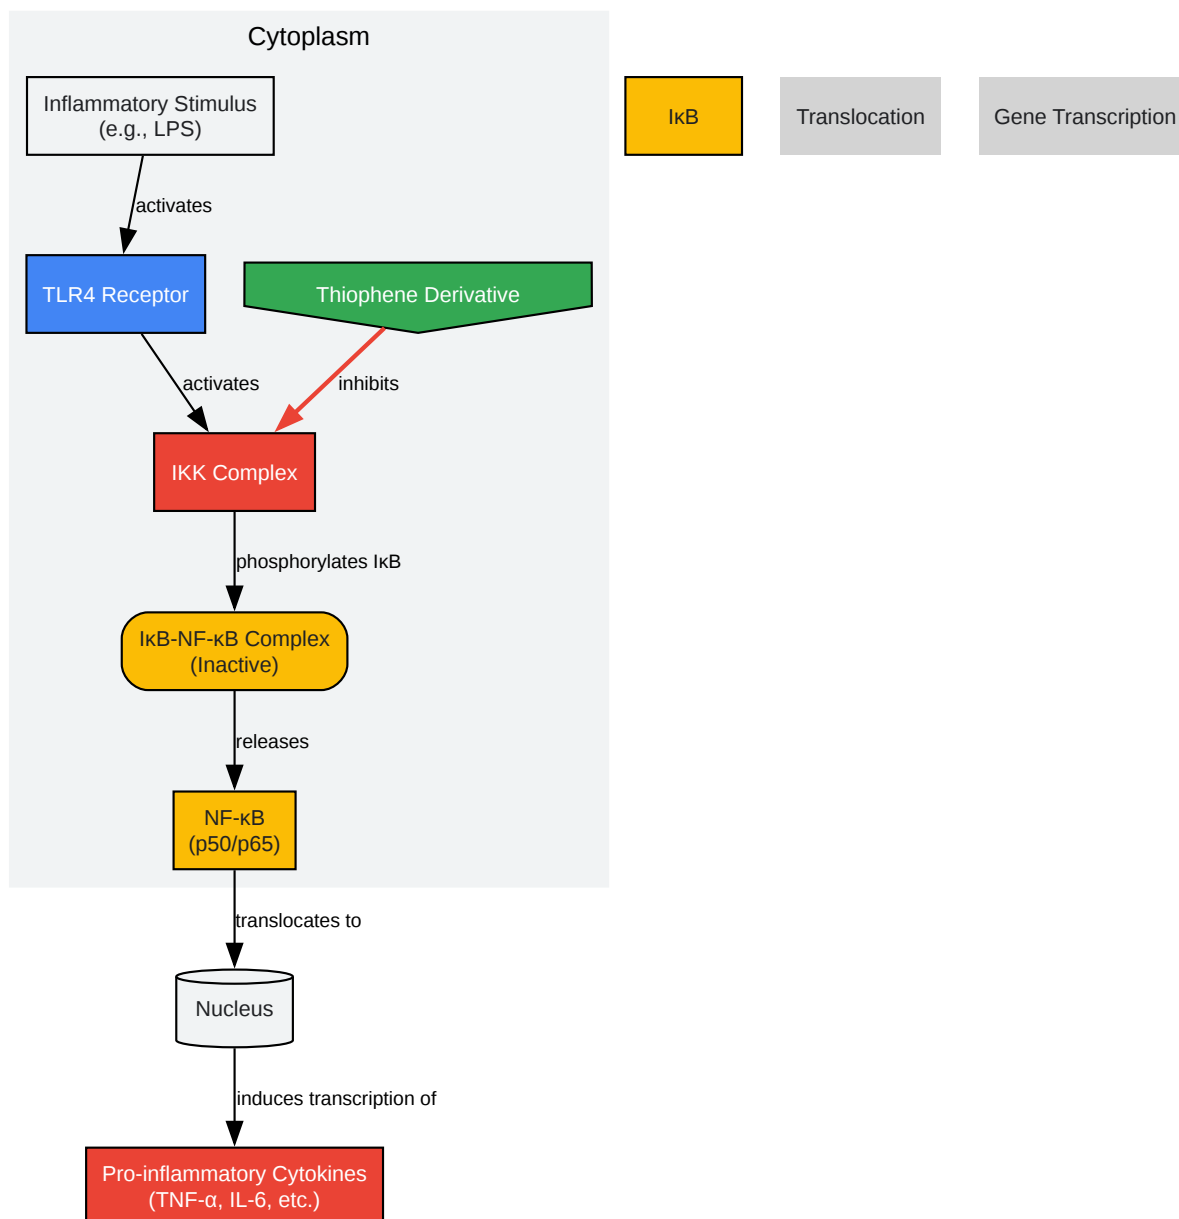 Cytoplasm
Inflammatory Stimulus
(e.g., LPS)
IκB
Translocation
Gene Transcription
activates
TLR4 Receptor
Thiophene Derivative
activates
inhibits
IKK Complex
phosphorylates IκB
IκB-NF-κB Complex
(Inactive)
releases
NF-κB
(p50/p65)
translocates to
Nucleus
induces transcription of
Pro-inflammatory Cytokines
(TNF-α, IL-6, etc.)